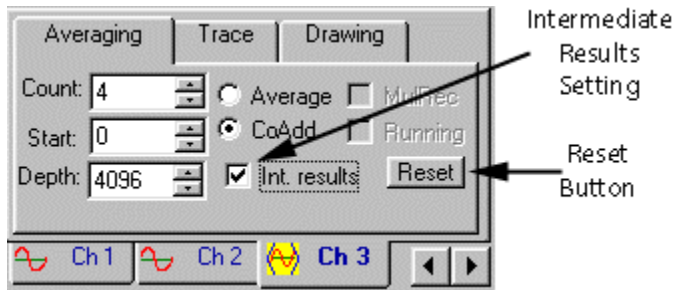 Averaging Trace Drawing
Count: 4 Average MulRec
Start: 0 CoAdd Running
Depth: 4096 Int. results Reset
Ch 1 Ch 2 Ch 3
Intermediate
Results
Setting
Reset
Button